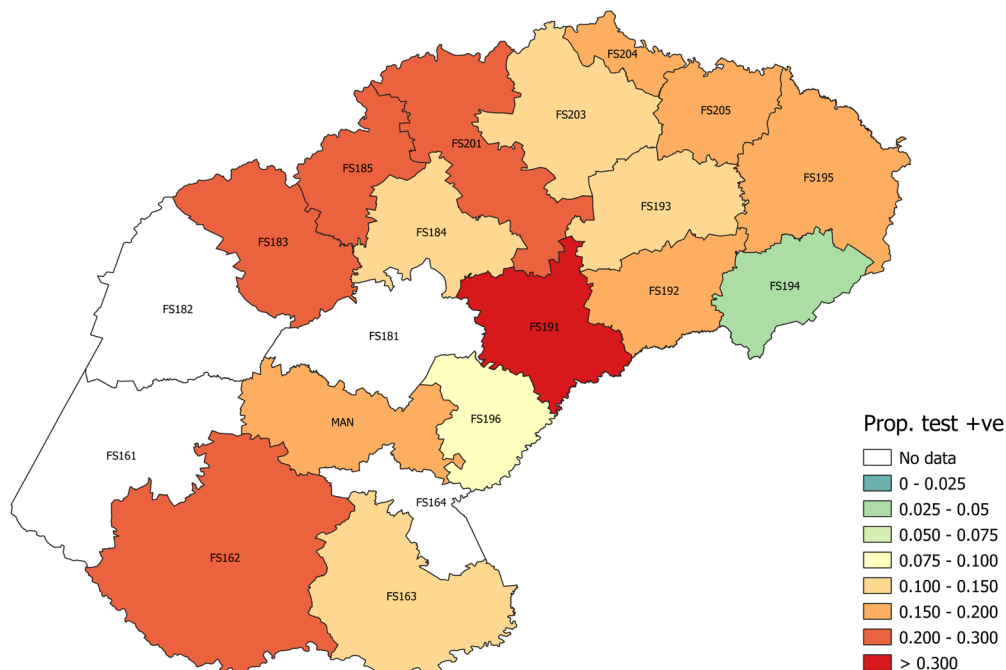 FS204
FS205
FS203
FS201
FS185
FS195
FS193
FS184
FS183
FS194
FS192
FS182
FS191
FS181
FS196
MAN
FS161
FS164
FS162
FS163
Prop. test +ve
No data
0 - 0.025
0.025 - 0.05
0.050 - 0.075
0.075 - 0.100
0.100 - 0.150
0.150 - 0.200
0.200 - 0.300
> 0.300